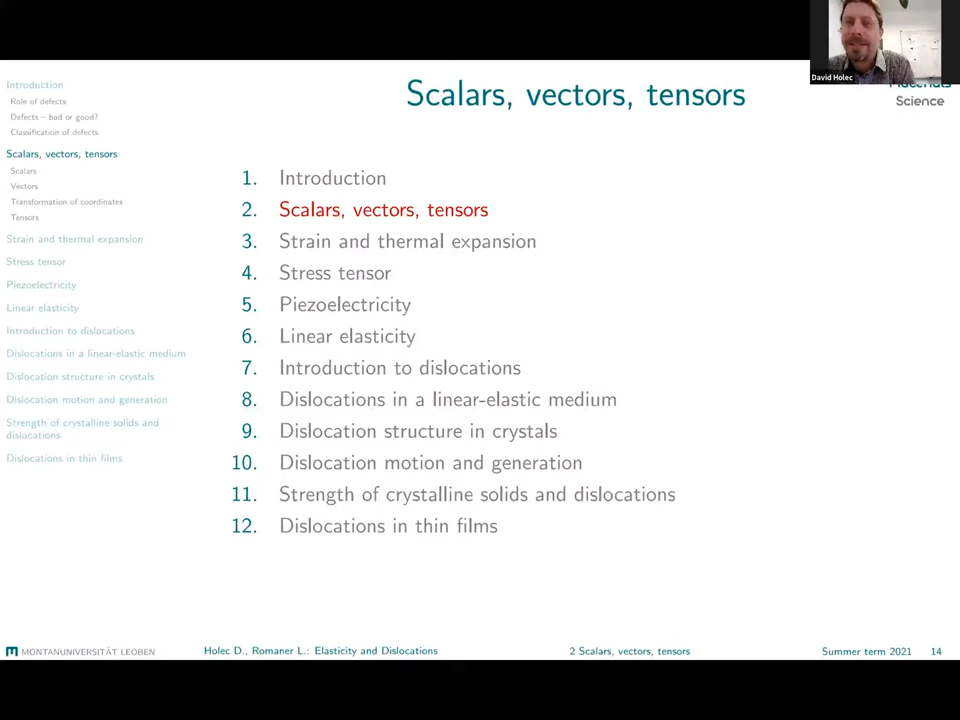 David Holec
Materials
Science
Scalars, vectors, tensors
Introduction
Role of defects
Defects – bad or good?
Classification of defects
Scalars, vectors, tensors
Scalars
Vectors
Transformation of coordinates
Tensors
Strain and thermal expansion
Stress tensor
Piezoelectricity
Linear elasticity
Introduction to dislocations
Dislocations in a linear-elastic medium
Dislocation structure in crystals
Dislocation motion and generation
Strength of crystalline solids and
dislocations
Dislocations in thin films
1. Introduction
2. Scalars, vectors, tensors
3. Strain and thermal expansion
4. Stress tensor
5. Piezoelectricity
6. Linear elasticity
7. Introduction to dislocations
8. Dislocations in a linear-elastic medium
9. Dislocation structure in crystals
10. Dislocation motion and generation
11. Strength of crystalline solids and dislocations
12. Dislocations in thin films
MONTANUNIVERSITÄT LEOBEN
Holec D., Romaner L.: Elasticity and Dislocations
2 Scalars, vectors, tensors
Summer term 2021 14